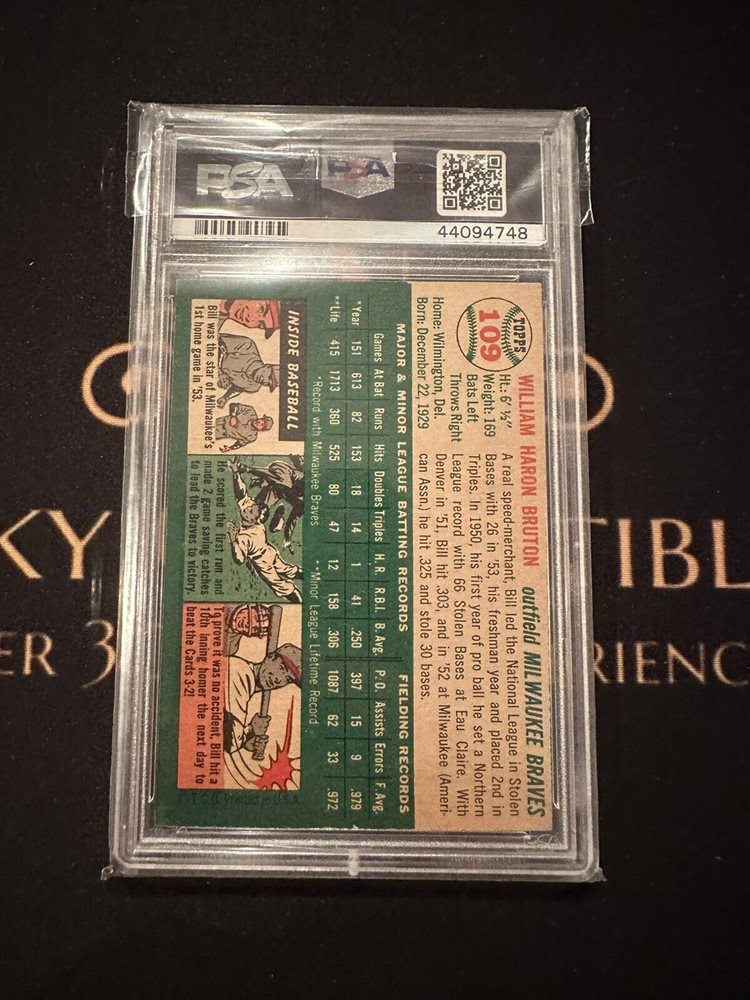 PSA
PSA
44094748
TOPPS
109
WILLIAM HARON BRUTON
outfield MILWAUKEE BRAVES
Ht.: 6' ½"
Weight: 169
Bats Left
Throws Right
Home: Wilmington, Del.
Born: December 22, 1929
A real speed-merchant, Bill led the National League in Stolen
Bases with 26 in '53, his freshman year and placed 2nd in
Triples. In 1950, his first year of pro ball he set a Northern
League record with 66 Stolen Bases at Eau Claire. With
Denver in '51, Bill hit .303, and in '52 at Milwaukee (Ameri-
can Assn.) he hit .325 and stole 30 bases.
MAJOR & MINOR LEAGUE BATTING RECORDS
FIELDING RECORDS
Games At Bat Runs Hits Doubles Triples H. R. R.B.I. B. Avg. P. O. Assists Errors F. Avg.
*Year 151 613 82 153 18 14 1 41 .250 397 15 9 .979
**Life 415 1713 360 525 80 47 12 158 .306 1087 62 33 .972
*Record with Milwaukee Braves **Minor League Lifetime Record
INSIDE BASEBALL
Bill was the star of Milwaukee's
1st home game in '53.
He scored the first run and
made 2 game saving catches
to lead the Braves to victory.
To prove it was no accident, Bill hit a
10th inning homer the next day to
beat the Cards 3-2!
T. C. G. Printed in U.S.A.
KY
TIBL
ER 3
RIENC